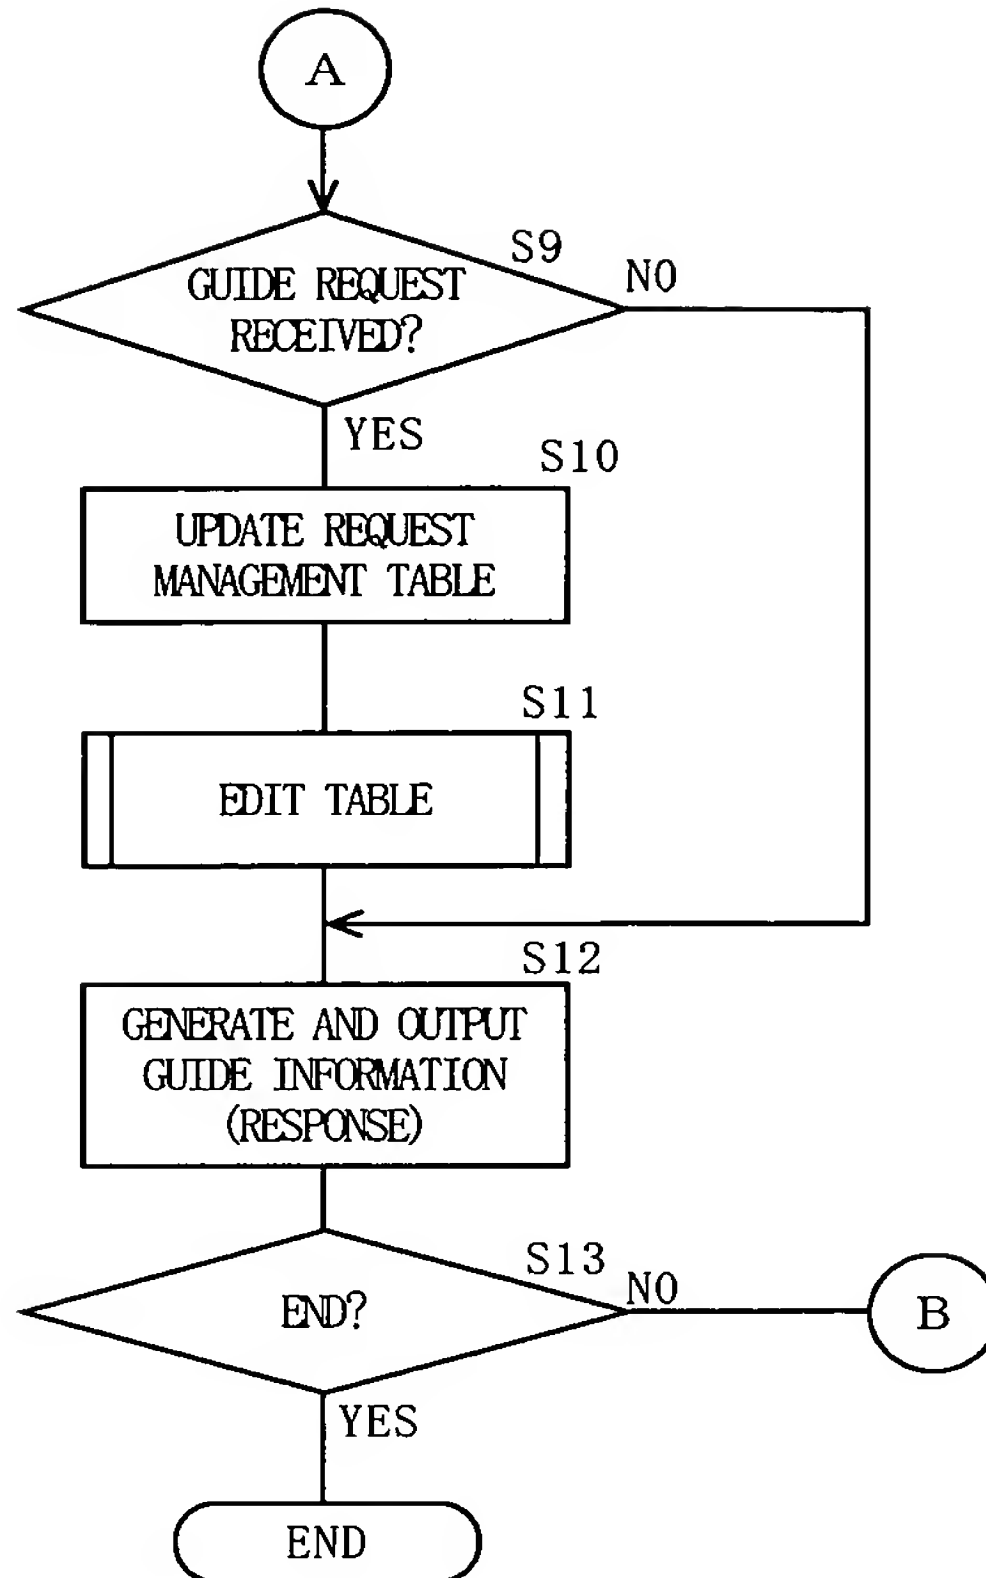 A
S9
GUIDE REQUEST
RECEIVED?
NO
YES
S10
UPDATE REQUEST
MANAGEMENT TABLE
S11
EDIT TABLE
S12
GENERATE AND OUTPUT
GUIDE INFORMATION
(RESPONSE)
S13
END?
NO
B
YES
END